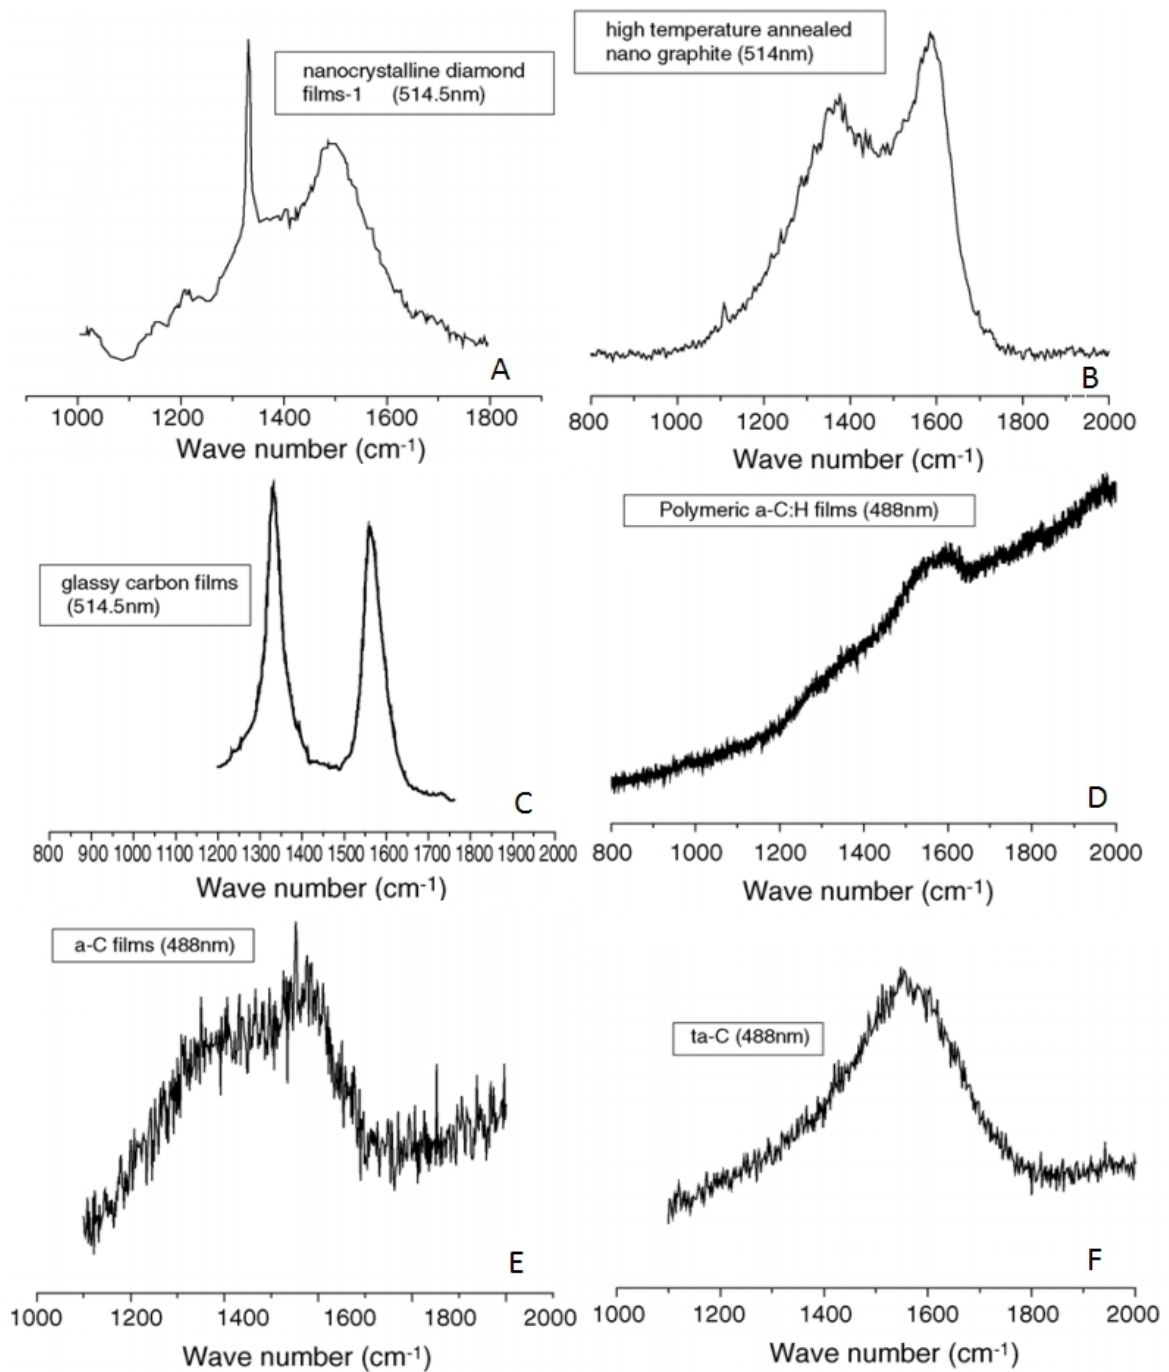 nanocrystalline diamond
films-1 (514.5nm)
A
1000 1200 1400 1600 1800
Wave number (cm-1)
high temperature annealed
nano graphite (514nm)
B
800 1000 1200 1400 1600 1800 2000
Wave number (cm-1)
glassy carbon films
(514.5nm)
C
800 900 1000 1100 1200 1300 1400 1500 1600 1700 1800 1900 2000
Wave number (cm-1)
Polymeric a-C:H films (488nm)
D
800 1000 1200 1400 1600 1800 2000
Wave number (cm-1)
a-C films (488nm)
E
1000 1200 1400 1600 1800 2000
Wave number (cm-1)
ta-C (488nm)
F
1000 1200 1400 1600 1800 2000
Wave number (cm-1)